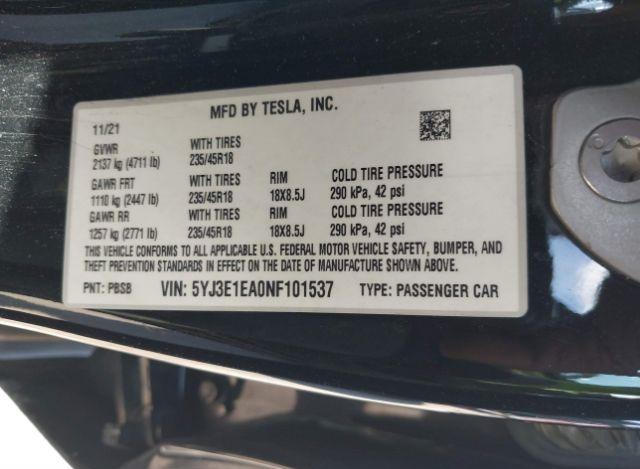 MFD BY TESLA, INC.
11/21
GVWR WITH TIRES
2137 kg (4711 lb) 235/45R18
GAWR FRT WITH TIRES RIM COLD TIRE PRESSURE
1110 kg (2447 lb) 235/45R18 18X8.5J 290 kPa, 42 psi
GAWR RR WITH TIRES RIM COLD TIRE PRESSURE
1257 kg (2771 lb) 235/45R18 18X8.5J 290 kPa, 42 psi
THIS VEHICLE CONFORMS TO ALL APPLICABLE U.S. FEDERAL MOTOR VEHICLE SAFETY, BUMPER, AND
THEFT PREVENTION STANDARDS IN EFFECT ON THE DATE OF MANUFACTURE SHOWN ABOVE.
PNT: PBSB VIN: 5YJ3E1EA0NF101537 TYPE: PASSENGER CAR